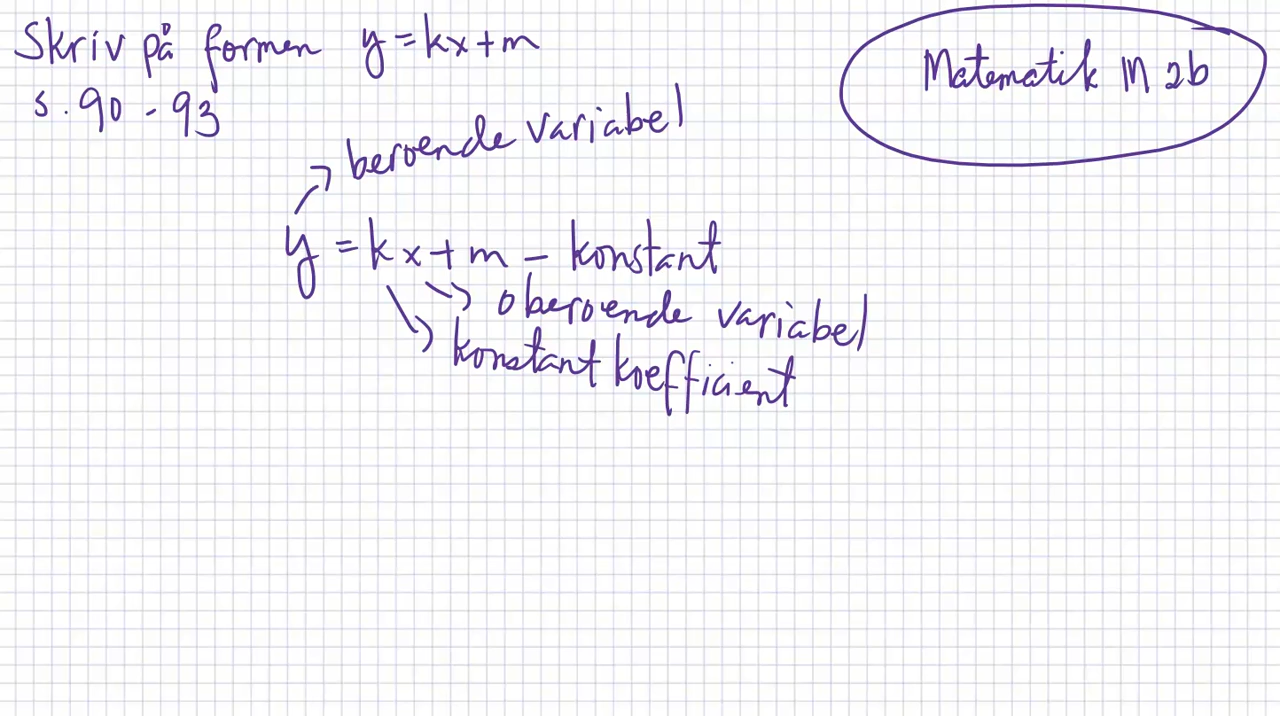 Skriv på formen y = kx + m
s. 90 - 93
Matematik M 2b
beroende variabel
y = kx + m - konstant
oberoende variabel
konstant koefficient